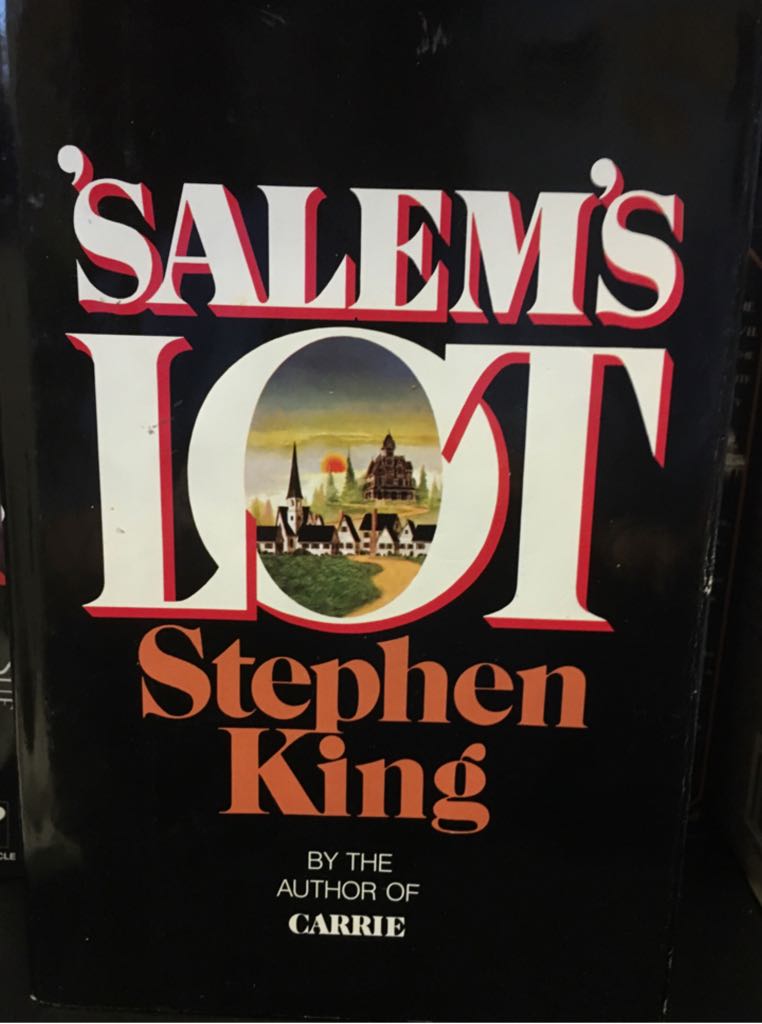 'SALEM'S
LOT
Stephen
King
BY THE
AUTHOR OF
CARRIE